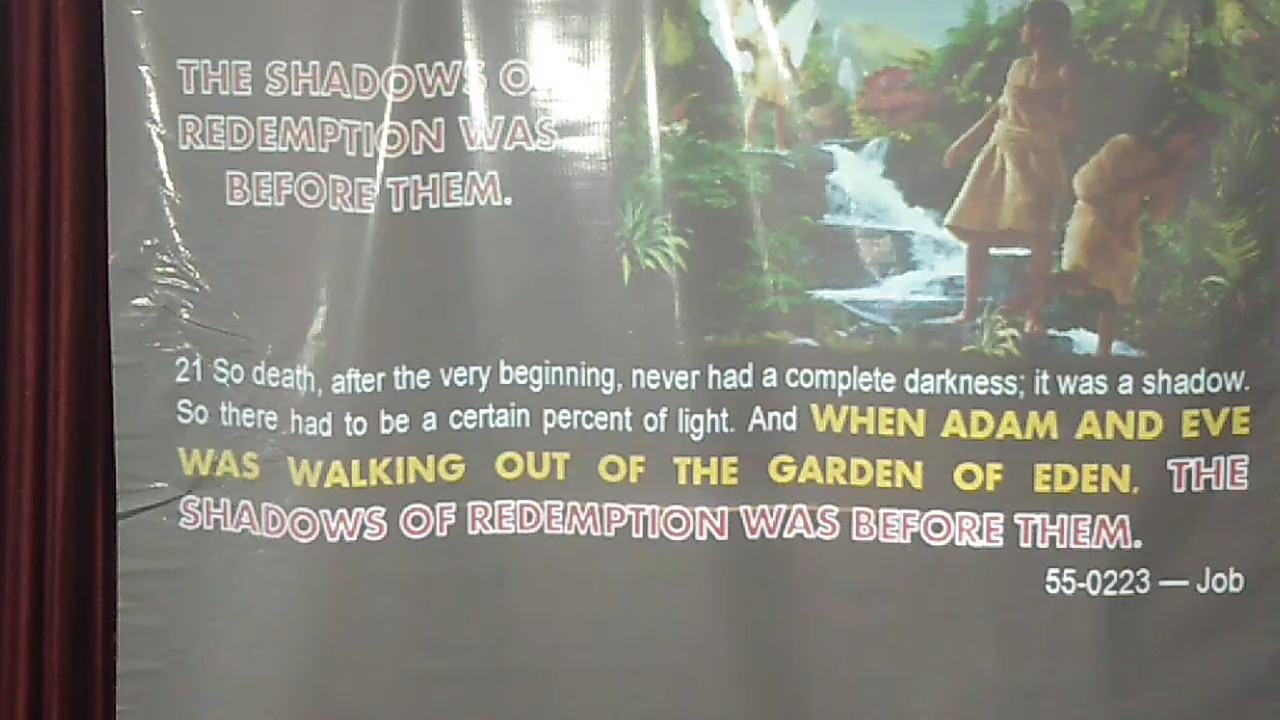 THE SHADOWS O
REDEMPTION WAS
BEFORE THEM.
21 So death, after the very beginning, never had a complete darkness; it was a shadow.
So there had to be a certain percent of light. And WHEN ADAM AND EVE
WAS WALKING OUT OF THE GARDEN OF EDEN, THE
SHADOWS OF REDEMPTION WAS BEFORE THEM.
55-0223 — Job